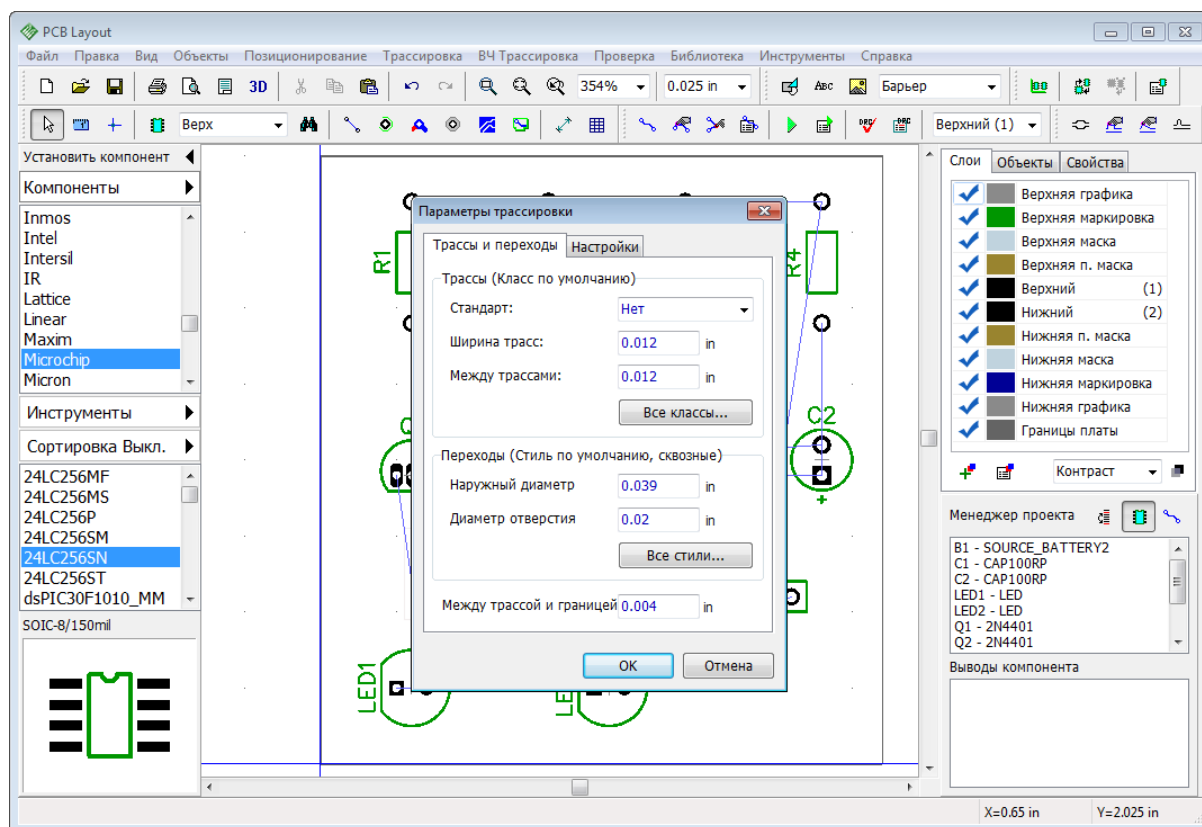 PCB Layout
Файл Правка Вид Объекты Позиционирование Трассировка ВЧ Трассировка Проверка Библиотека Инструменты Справка
3D 354% 0.025 in ABC Барьер
Верх DRC DRC Верхний (1)
Установить компонент
Компоненты
Inmos
Intel
Intersil
IR
Lattice
Linear
Maxim
Microchip
Micron
Инструменты
Сортировка Выкл.
24LC256MF
24LC256MS
24LC256P
24LC256SM
24LC256SN
24LC256ST
dsPIC30F1010_MM
SOIC-8/150mil
R1
R4
C2
LED1
Параметры трассировки
Трассы и переходы Настройки
Трассы (Класс по умолчанию)
Стандарт: Нет
Ширина трасс: 0.012 in
Между трассами: 0.012 in
Все классы...
Переходы (Стиль по умолчанию, сквозные)
Наружный диаметр 0.039 in
Диаметр отверстия 0.02 in
Все стили...
Между трассой и границей 0.004 in
OK Отмена
Слои Объекты Свойства
Верхняя графика
Верхняя маркировка
Верхняя маска
Верхняя п. маска
Верхний (1)
Нижний (2)
Нижняя п. маска
Нижняя маска
Нижняя маркировка
Нижняя графика
Границы платы
Контраст
Менеджер проекта
B1 - SOURCE_BATTERY2
C1 - CAP100RP
C2 - CAP100RP
LED1 - LED
LED2 - LED
Q1 - 2N4401
Q2 - 2N4401
Выводы компонента
X=0.65 in Y=2.025 in